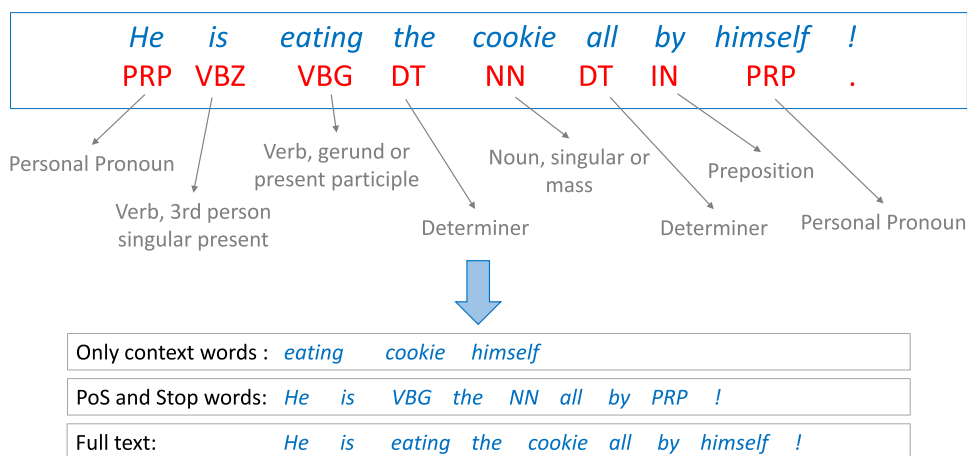 He is eating the cookie all by himself !
PRP VBZ VBG DT NN DT IN PRP .
Personal Pronoun
Verb, 3rd person
singular present
Verb, gerund or
present participle
Determiner
Noun, singular or
mass
Determiner
Preposition
Personal Pronoun
Only context words : eating cookie himself
PoS and Stop words: He is VBG the NN all by PRP !
Full text: He is eating the cookie all by himself !